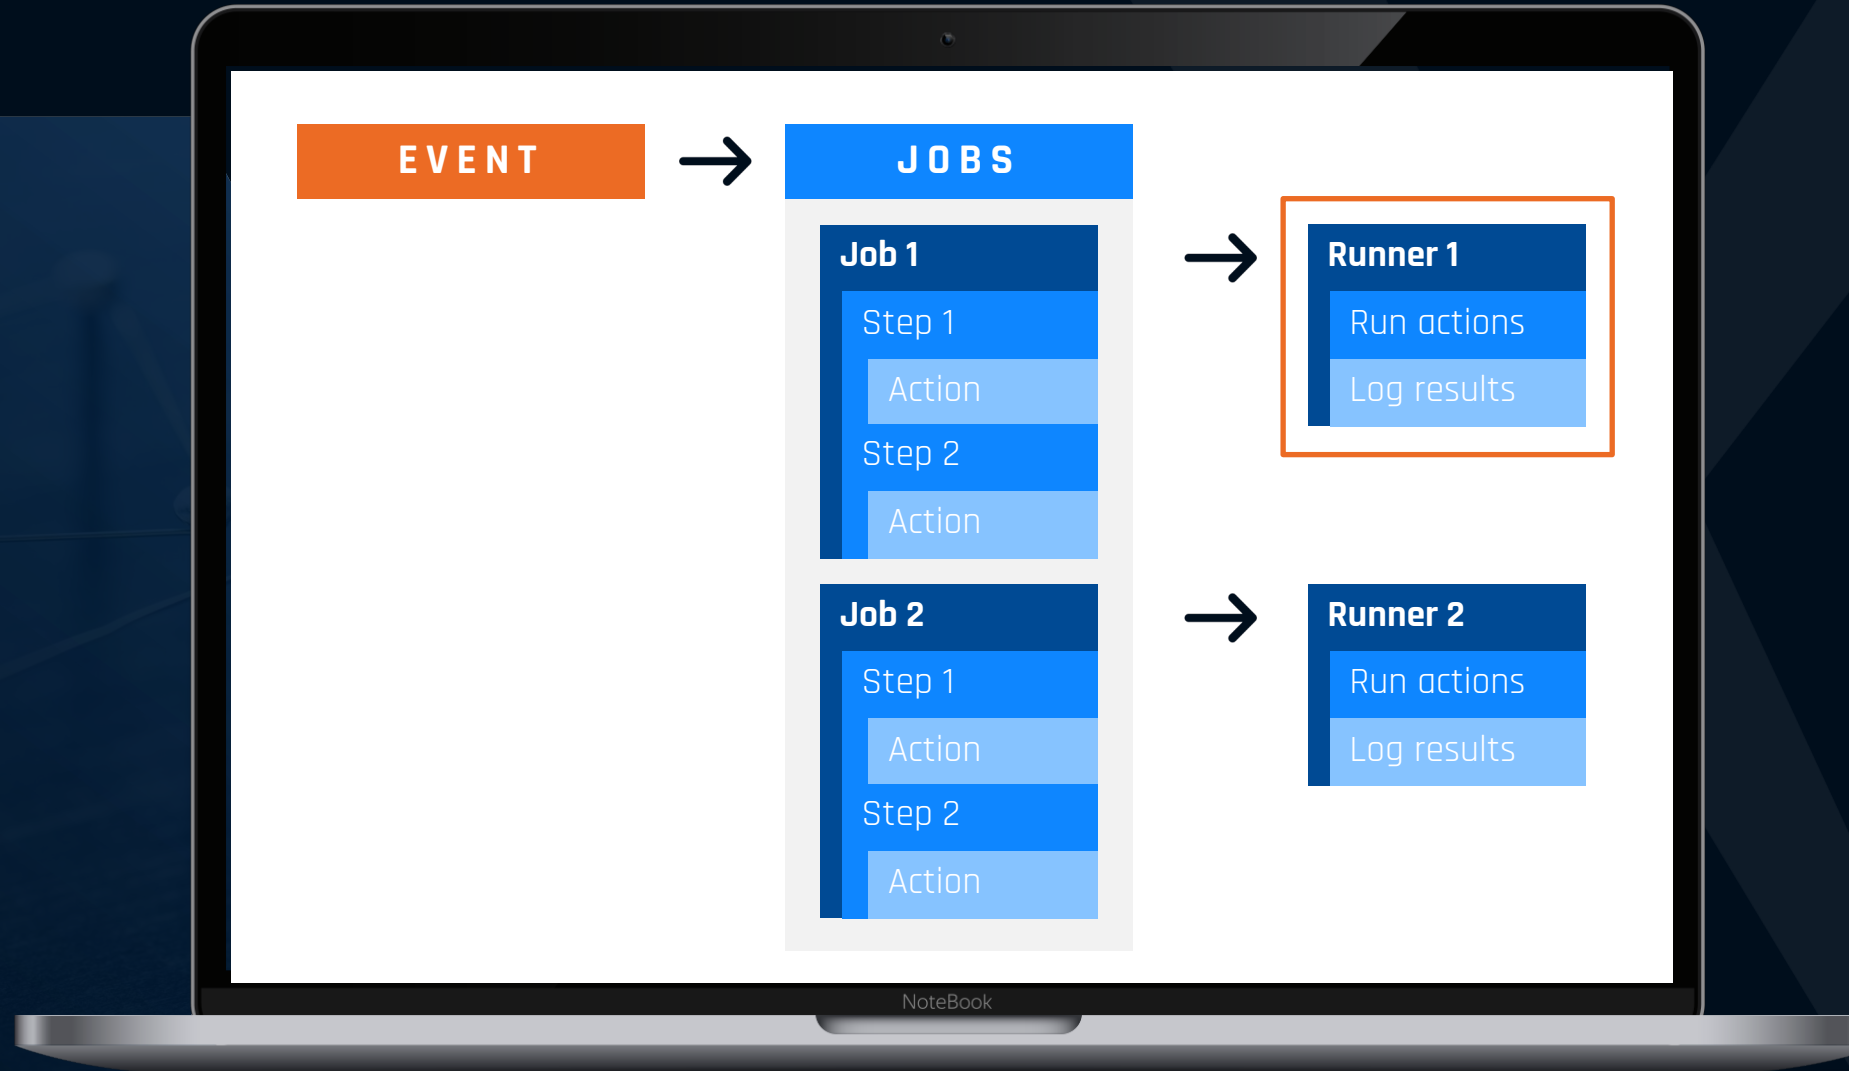 EVENT
JOBS
Job 1
Step 1
Action
Step 2
Action
Runner 1
Run actions
Log results
Job 2
Step 1
Action
Step 2
Action
Runner 2
Run actions
Log results
NoteBook